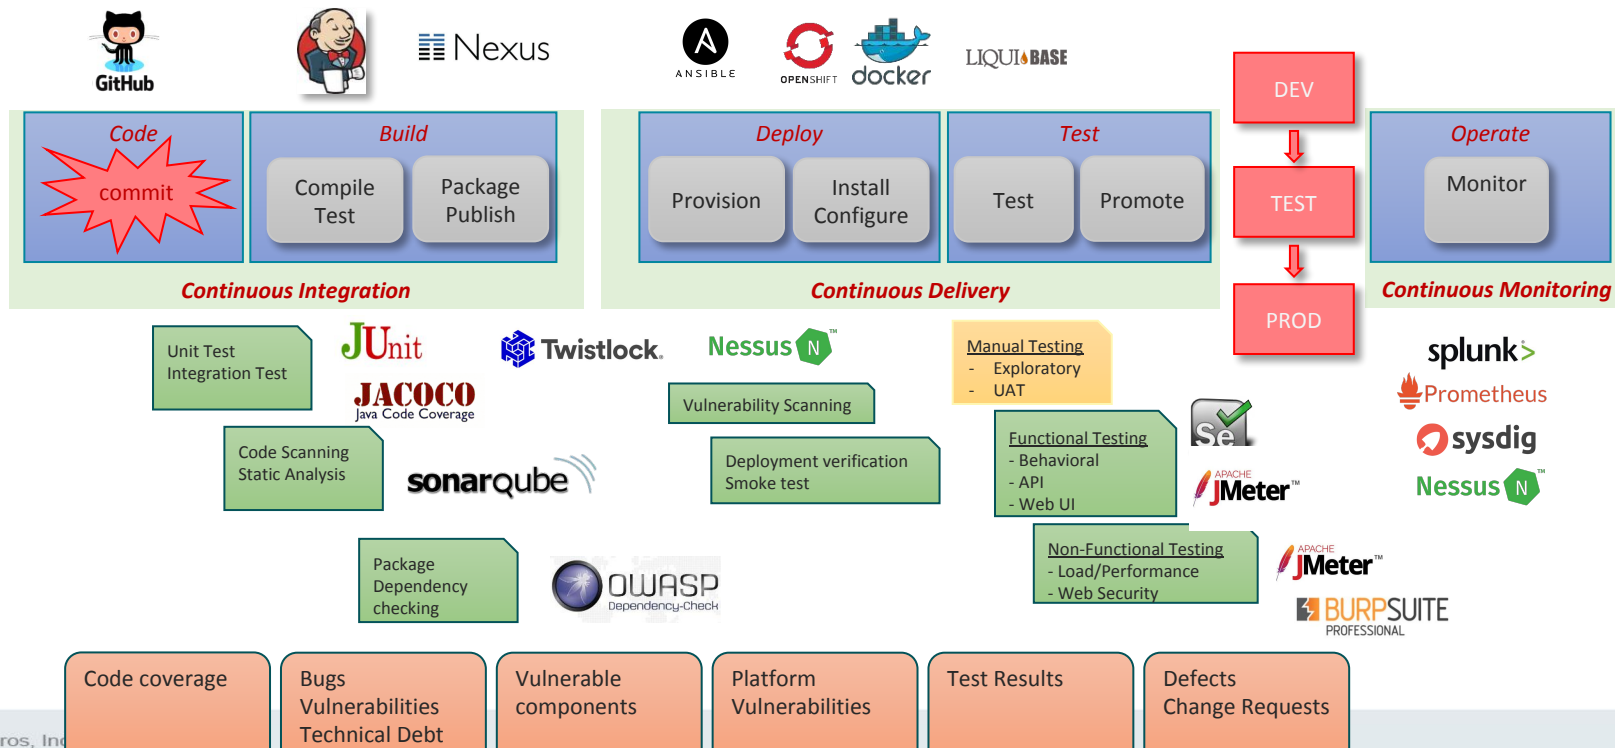 GitHub
Nexus
ANSIBLE
OPENSHIFT
docker
LIQUIBASE
DEV
TEST
PROD
Code
commit
Build
Compile
Test
Package
Publish
Deploy
Provision
Install
Configure
Test
Test
Promote
Operate
Monitor
Continuous Integration
Continuous Delivery
Continuous Monitoring
Unit Test
Integration Test
JUnit
JACOCO
Java Code Coverage
Twistlock.
Nessus N ™
Vulnerability Scanning
Manual Testing
- Exploratory
- UAT
splunk>
Prometheus
sysdig
Nessus N ™
Code Scanning
Static Analysis
sonarqube
Deployment verification
Smoke test
Functional Testing
- Behavioral
- API
- Web UI
Se
APACHE
JMeter™
Package
Dependency
checking
OWASP
Dependency-Check
Non-Functional Testing
- Load/Performance
- Web Security
APACHE
JMeter™
BURPSUITE
PROFESSIONAL
Code coverage
Bugs
Vulnerabilities
Technical Debt
Vulnerable
components
Platform
Vulnerabilities
Test Results
Defects
Change Requests